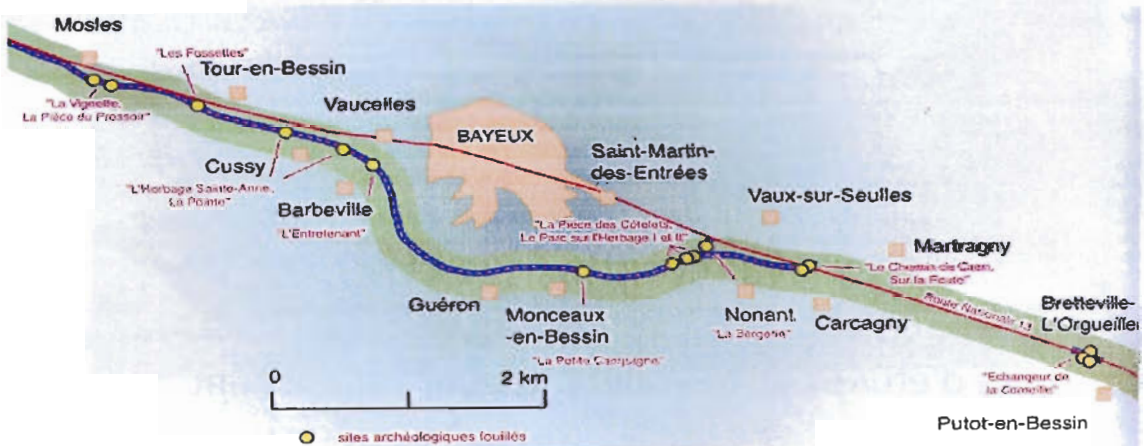 Mosles
"Les Fossettes"
Tour-en-Bessin
"La Vignette,
La Pièce du Pressoir"
Vaucelles
BAYEUX
Saint-Martin-
des-Entrées
Cussy
"L'Herbage Sainte-Anne,
La Pointe"
Vaux-sur-Seulles
Barbeville
"L'Entretenant"
"La Pièce des Côtelets,
Le Parc sur l'Herbage I et II"
Martragny
"Le Chemin de Caen,
Sur la Route"
Guéron
Monceaux
-en-Bessin
"La Petite Campagne"
Nonant
"La Bergerie"
Carcagny
Route Nationale 13
Bretteville-
L'Orgueilleu
0 2 km
"Echangeur de
la Corneille"
Putot-en-Bessin
sites archéologiques fouillés